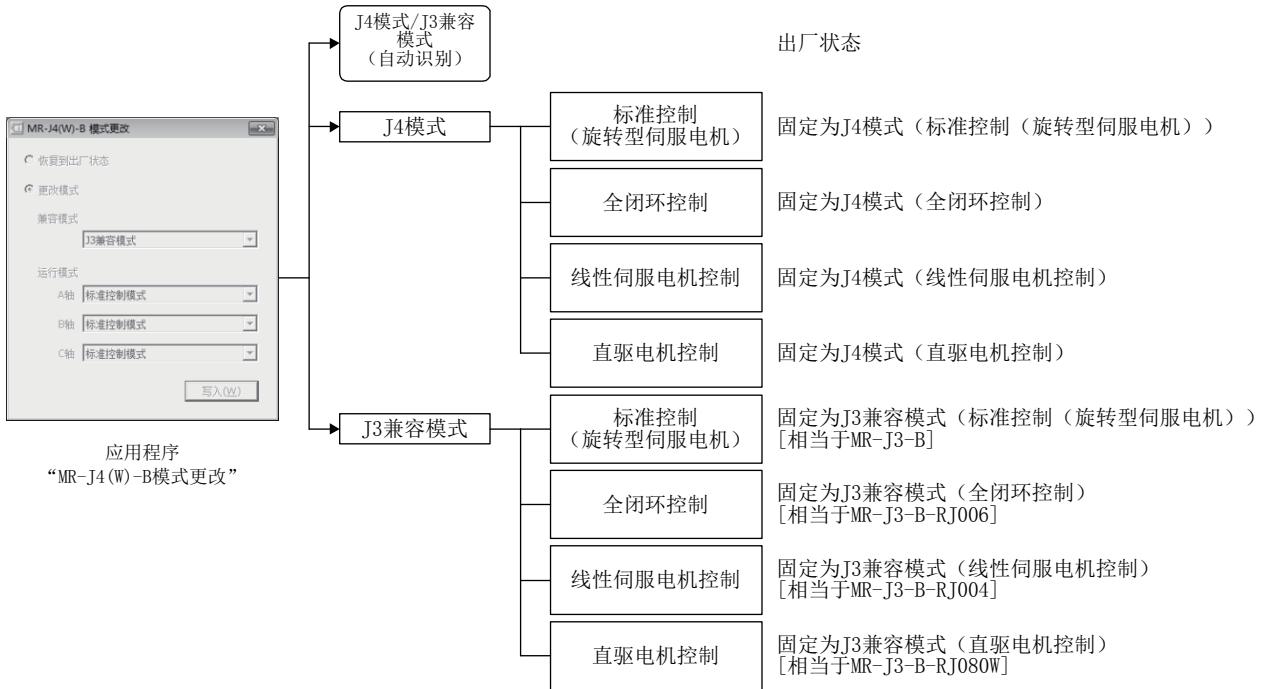 J4模式/J3兼容
模式
（自动识别）
出厂状态
MR-J4(W)-B 模式更改
恢复到出厂状态
更改模式
兼容模式
J3兼容模式
运行模式
A轴 标准控制模式
B轴 标准控制模式
C轴 标准控制模式
写入(W)
应用程序
“MR-J4(W)-B模式更改”
J4模式
标准控制
（旋转型伺服电机）
固定为J4模式（标准控制（旋转型伺服电机））
全闭环控制
固定为J4模式（全闭环控制）
线性伺服电机控制
固定为J4模式（线性伺服电机控制）
直驱电机控制
固定为J4模式（直驱电机控制）
J3兼容模式
标准控制
（旋转型伺服电机）
固定为J3兼容模式（标准控制（旋转型伺服电机））
[相当于MR-J3-B]
全闭环控制
固定为J3兼容模式（全闭环控制）
[相当于MR-J3-B-RJ006]
线性伺服电机控制
固定为J3兼容模式（线性伺服电机控制）
[相当于MR-J3-B-RJ004]
直驱电机控制
固定为J3兼容模式（直驱电机控制）
[相当于MR-J3-B-RJ080W]